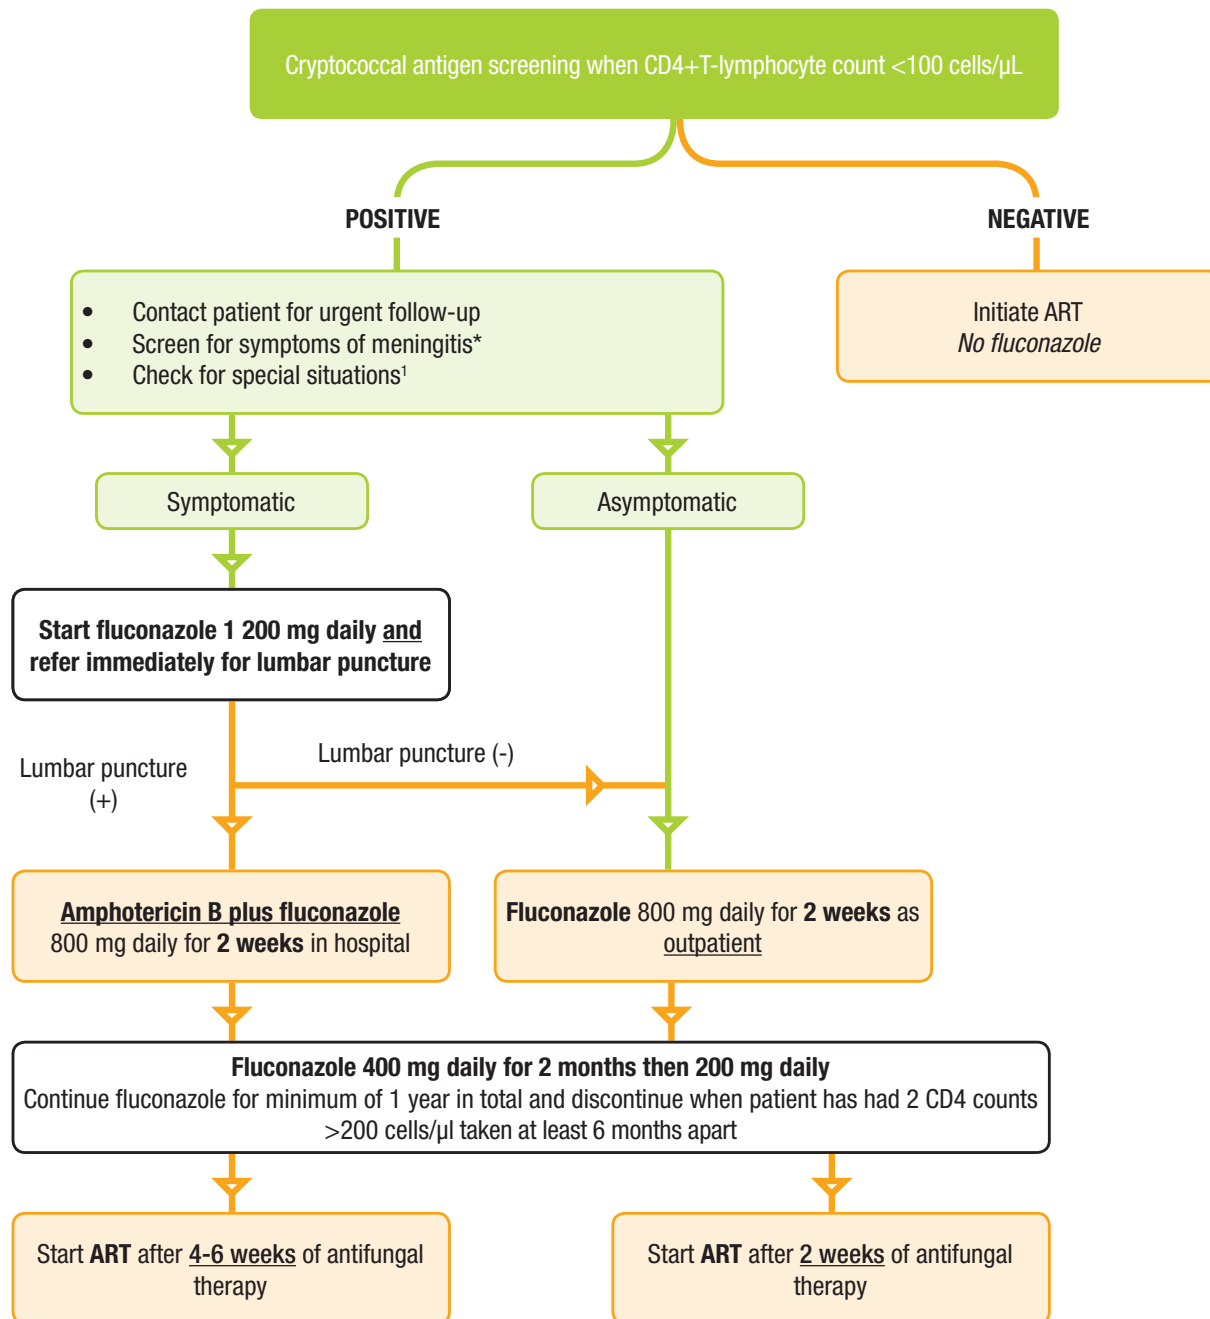 Cryptococcal antigen screening when CD4+T-lymphocyte count <100 cells/µL
POSITIVE
NEGATIVE
• Contact patient for urgent follow-up
• Screen for symptoms of meningitis*
• Check for special situations¹
Initiate ART
No fluconazole
Symptomatic
Asymptomatic
Start fluconazole 1 200 mg daily and
refer immediately for lumbar puncture
Lumbar puncture
(+)
Lumbar puncture (-)
Amphotericin B plus fluconazole
800 mg daily for 2 weeks in hospital
Fluconazole 800 mg daily for 2 weeks as
outpatient
Fluconazole 400 mg daily for 2 months then 200 mg daily
Continue fluconazole for minimum of 1 year in total and discontinue when patient has had 2 CD4 counts
>200 cells/µl taken at least 6 months apart
Start ART after 4-6 weeks of antifungal
therapy
Start ART after 2 weeks of antifungal
therapy